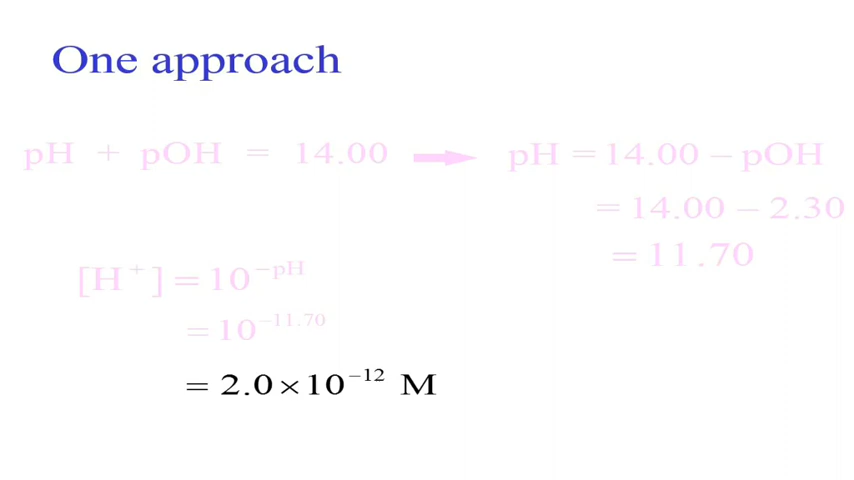 One approach
pH + pOH = 14.00 → pH = 14.00 − pOH
= 14.00 − 2.30
= 11.70
[H⁺] = 10⁻ᵖᴴ
= 10⁻¹¹·⁷⁰
= 2.0 × 10⁻¹² M